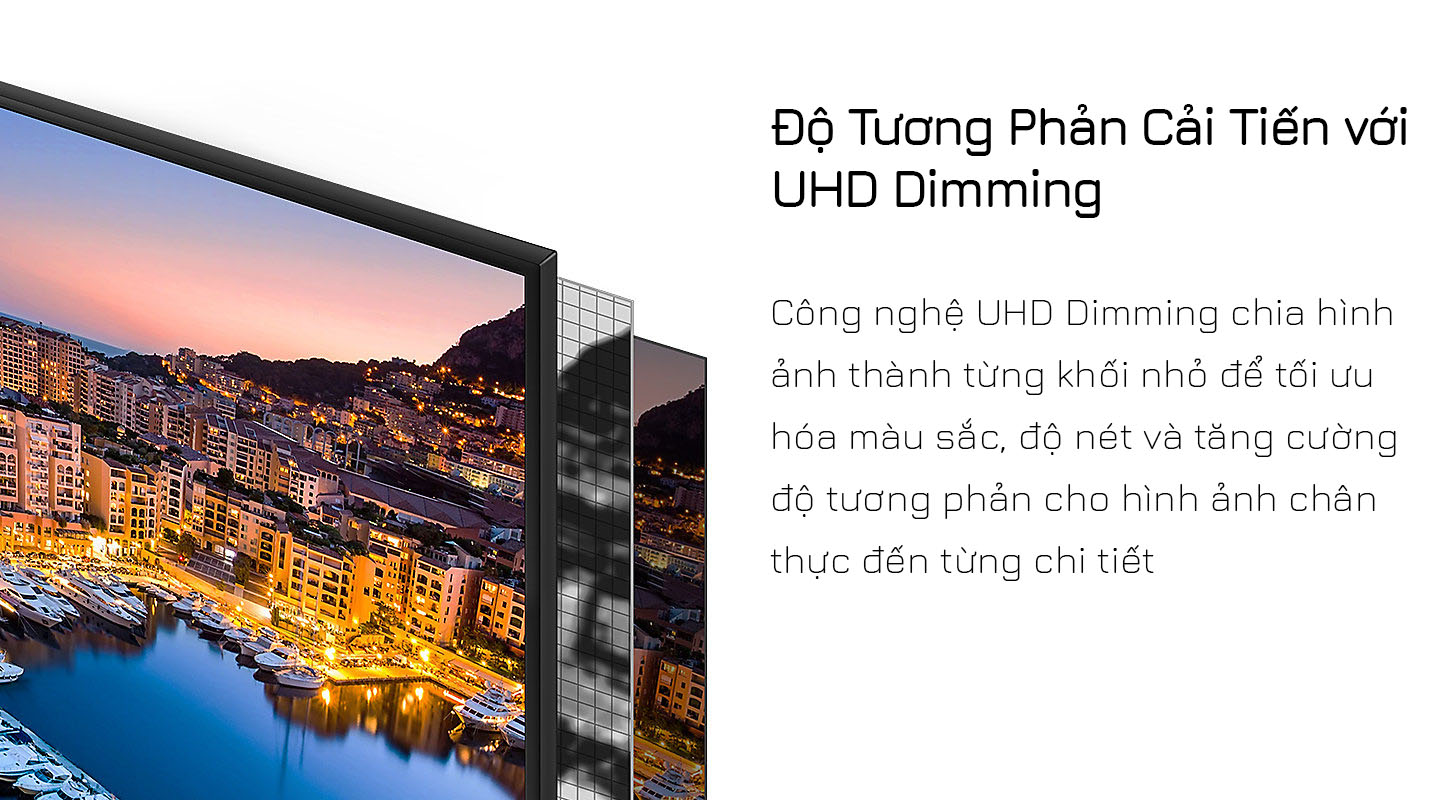 Độ Tương Phản Cải Tiến với
UHD Dimming
Công nghệ UHD Dimming chia hình
ảnh thành từng khối nhỏ để tối ưu
hóa màu sắc, độ nét và tăng cường
độ tương phản cho hình ảnh chân
thực đến từng chi tiết